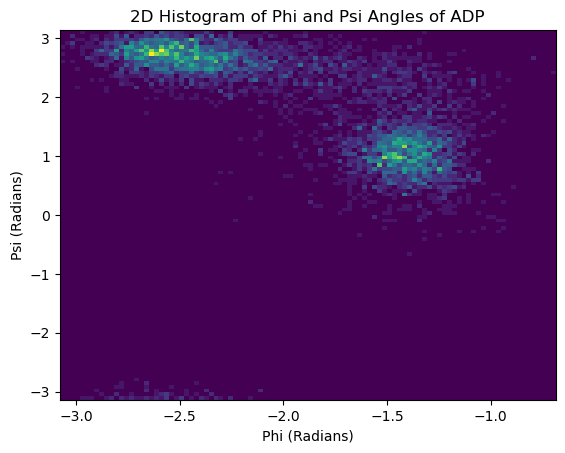 2D Histogram of Phi and Psi Angles of ADP
3
2
1
0
−1
−2
−3
Psi (Radians)
−3.0 −2.5 −2.0 −1.5 −1.0
Phi (Radians)